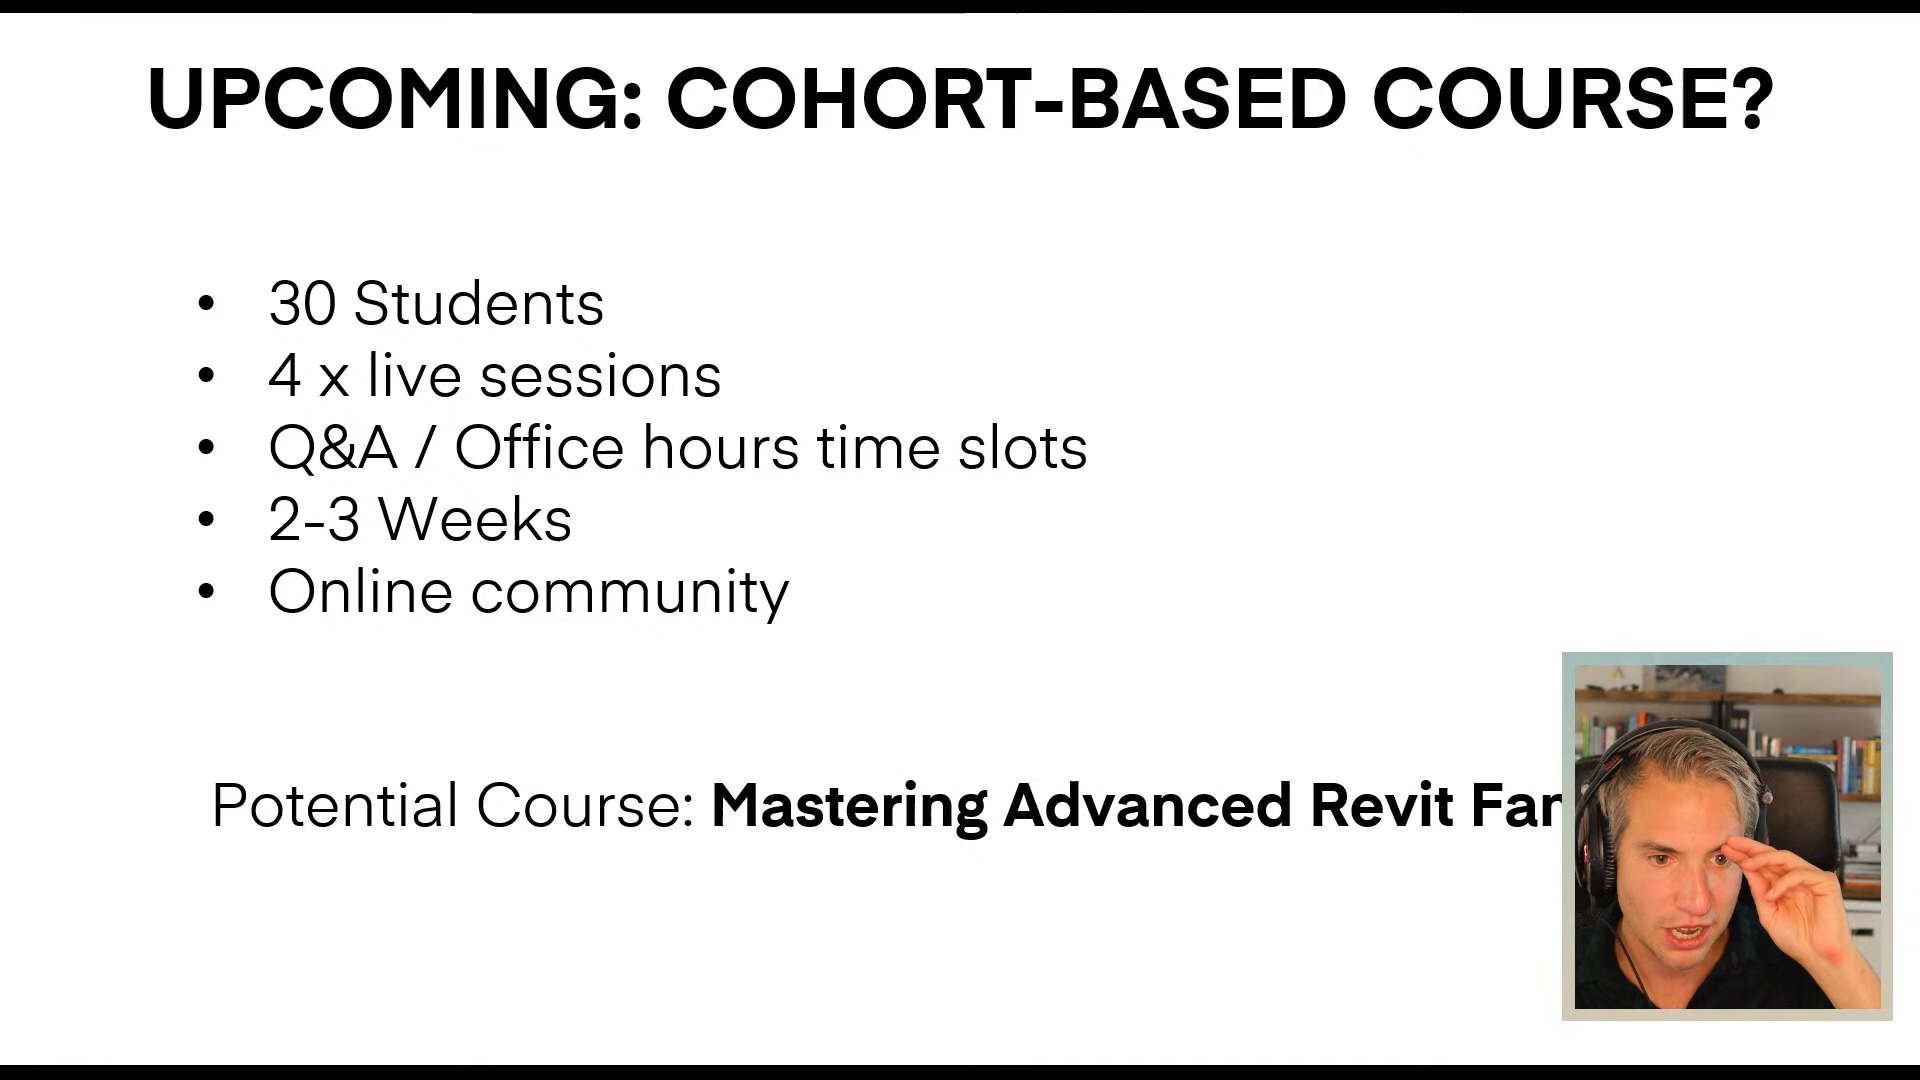 UPCOMING: COHORT-BASED COURSE?
• 30 Students
• 4 x live sessions
• Q&A / Office hours time slots
• 2-3 Weeks
• Online community
Potential Course: Mastering Advanced Revit